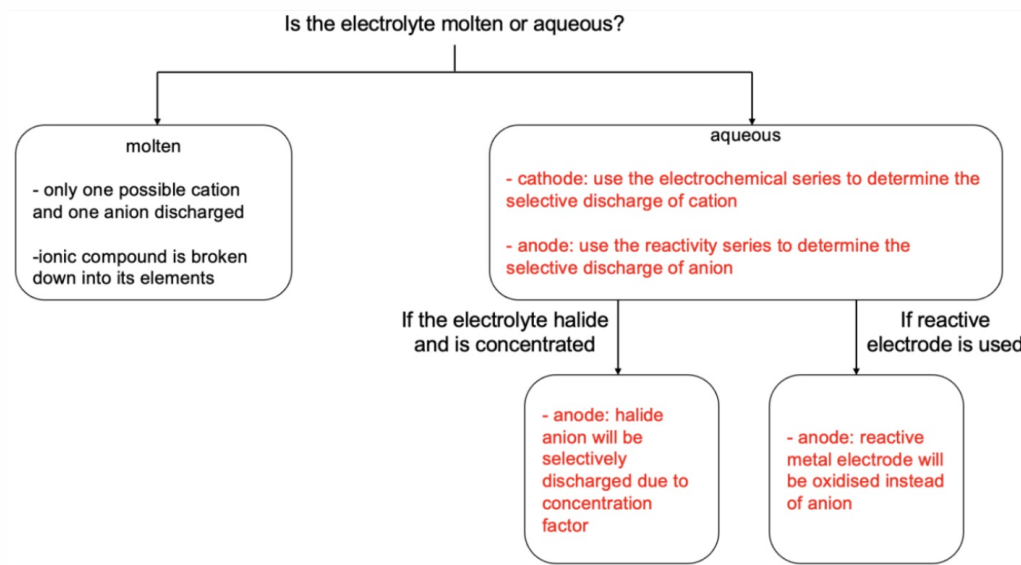 Is the electrolyte molten or aqueous?
molten
- only one possible cation
and one anion discharged
-ionic compound is broken
down into its elements
aqueous
- cathode: use the electrochemical series to determine the
selective discharge of cation
- anode: use the reactivity series to determine the
selective discharge of anion
If the electrolyte halide
and is concentrated
If reactive
electrode is used
- anode: halide
anion will be
selectively
discharged due to
concentration
factor
- anode: reactive
metal electrode will
be oxidised instead
of anion